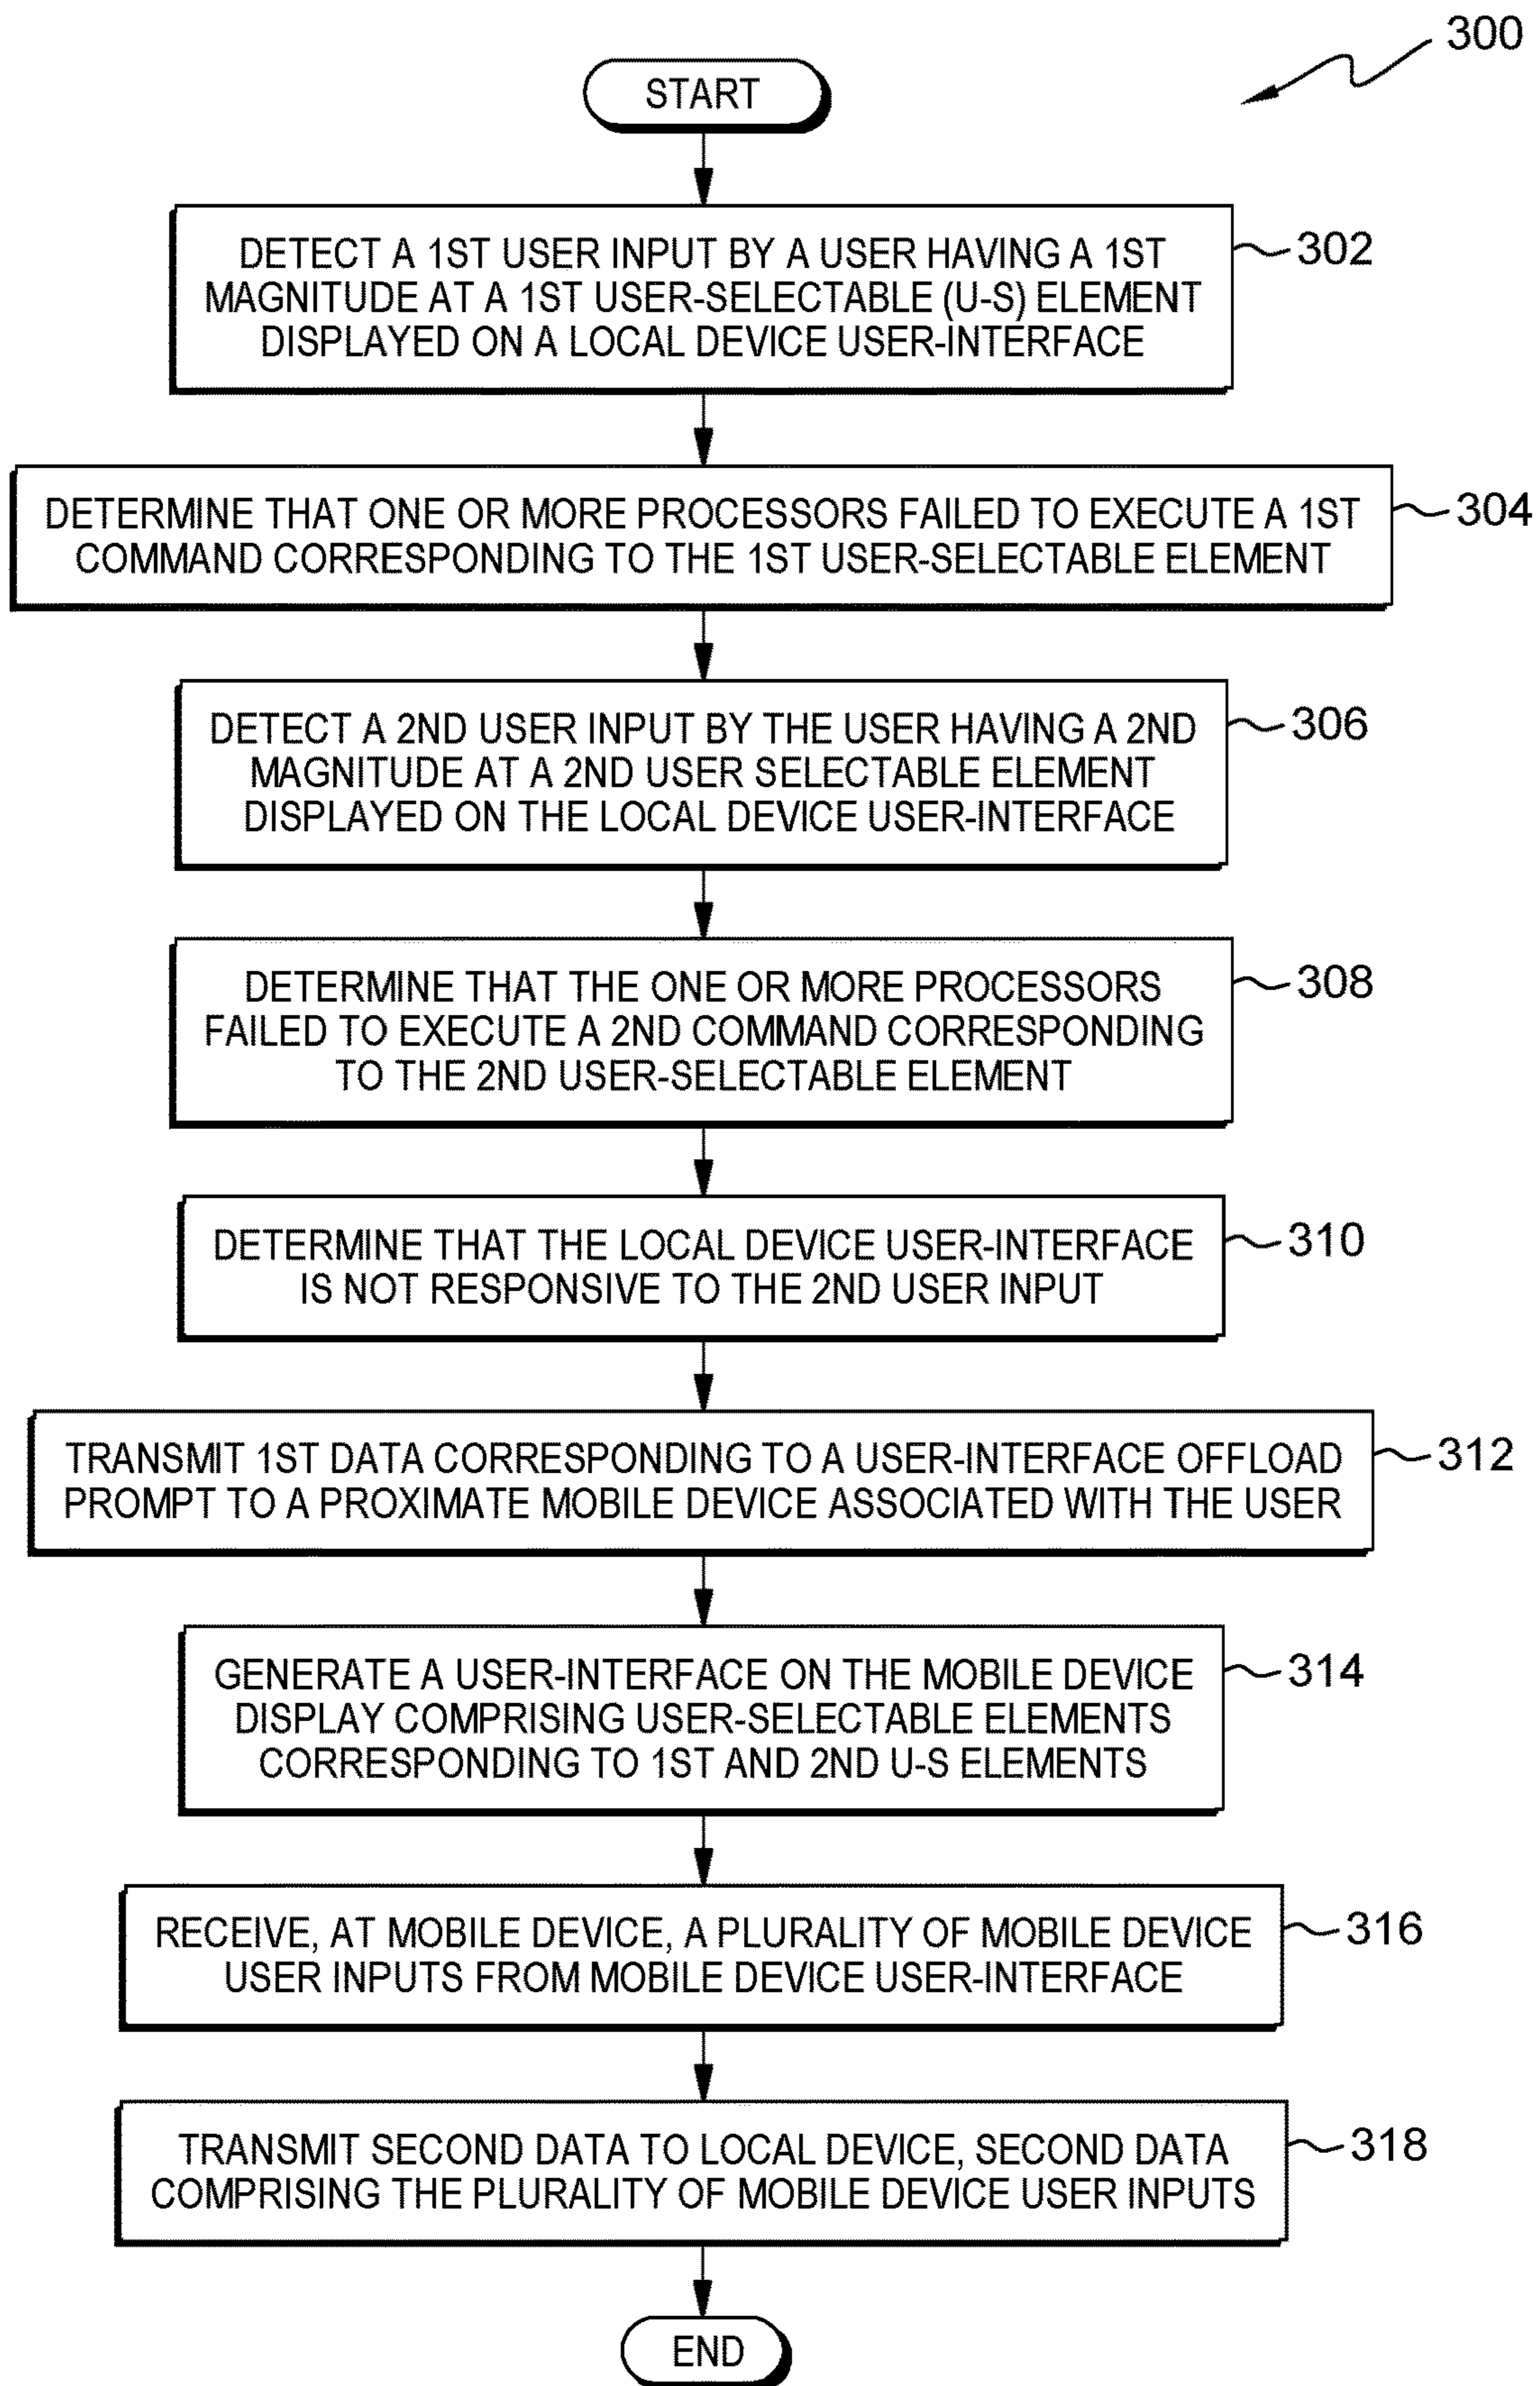 300
START
DETECT A 1ST USER INPUT BY A USER HAVING A 1ST
MAGNITUDE AT A 1ST USER-SELECTABLE (U-S) ELEMENT
DISPLAYED ON A LOCAL DEVICE USER-INTERFACE
302
DETERMINE THAT ONE OR MORE PROCESSORS FAILED TO EXECUTE A 1ST
COMMAND CORRESPONDING TO THE 1ST USER-SELECTABLE ELEMENT
304
DETECT A 2ND USER INPUT BY THE USER HAVING A 2ND
MAGNITUDE AT A 2ND USER SELECTABLE ELEMENT
DISPLAYED ON THE LOCAL DEVICE USER-INTERFACE
306
DETERMINE THAT THE ONE OR MORE PROCESSORS
FAILED TO EXECUTE A 2ND COMMAND CORRESPONDING
TO THE 2ND USER-SELECTABLE ELEMENT
308
DETERMINE THAT THE LOCAL DEVICE USER-INTERFACE
IS NOT RESPONSIVE TO THE 2ND USER INPUT
310
TRANSMIT 1ST DATA CORRESPONDING TO A USER-INTERFACE OFFLOAD
PROMPT TO A PROXIMATE MOBILE DEVICE ASSOCIATED WITH THE USER
312
GENERATE A USER-INTERFACE ON THE MOBILE DEVICE
DISPLAY COMPRISING USER-SELECTABLE ELEMENTS
CORRESPONDING TO 1ST AND 2ND U-S ELEMENTS
314
RECEIVE, AT MOBILE DEVICE, A PLURALITY OF MOBILE DEVICE
USER INPUTS FROM MOBILE DEVICE USER-INTERFACE
316
TRANSMIT SECOND DATA TO LOCAL DEVICE, SECOND DATA
COMPRISING THE PLURALITY OF MOBILE DEVICE USER INPUTS
318
END